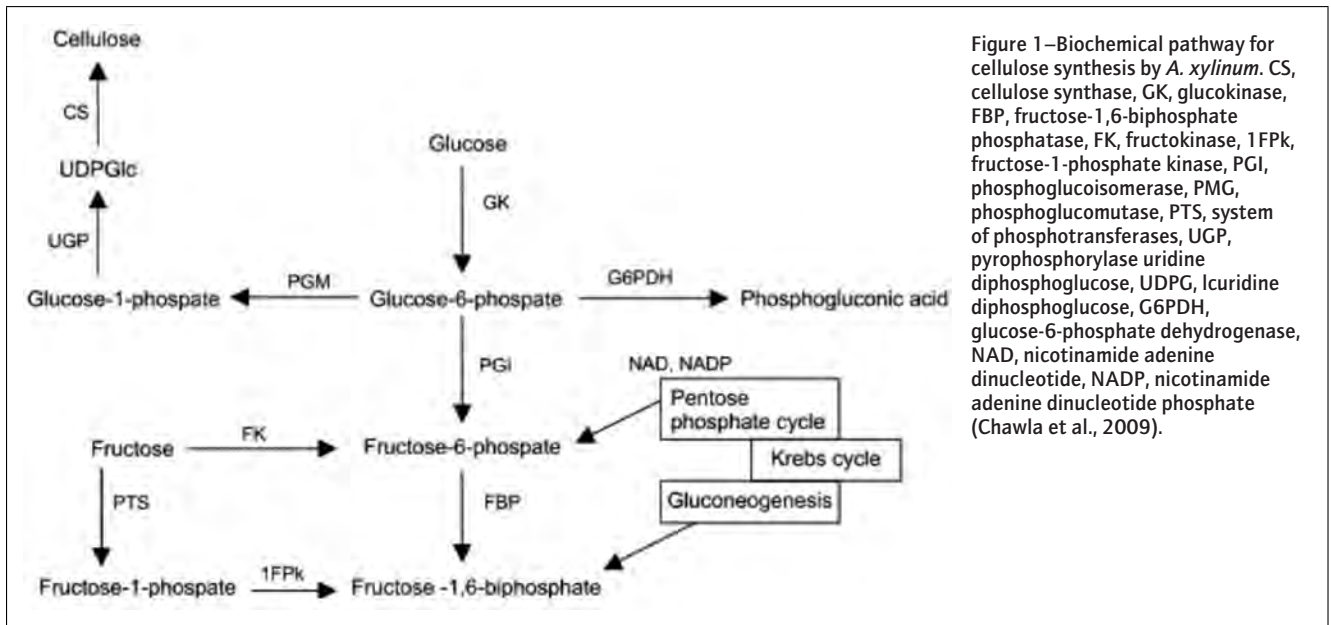 Cellulose
CS
UDPGlc
UGP
Glucose
GK
Glucose-1-phospate
PGM
Glucose-6-phospate
G6PDH
Phosphogluconic acid
PGI
NAD, NADP
Pentose
phosphate cycle
Krebs cycle
Gluconeogenesis
Fructose
FK
Fructose-6-phospate
PTS
FBP
Fructose-1-phospate
1FPk
Fructose -1,6-biphosphate
Figure 1–Biochemical pathway for
cellulose synthesis by A. xylinum. CS,
cellulose synthase, GK, glucokinase,
FBP, fructose-1,6-biphosphate
phosphatase, FK, fructokinase, 1FPk,
fructose-1-phosphate kinase, PGI,
phosphoglucoisomerase, PMG,
phosphoglucomutase, PTS, system
of phosphotransferases, UGP,
pyrophosphorylase uridine
diphosphoglucose, UDPG, lcuridine
diphosphoglucose, G6PDH,
glucose-6-phosphate dehydrogenase,
NAD, nicotinamide adenine
dinucleotide, NADP, nicotinamide
adenine dinucleotide phosphate
(Chawla et al., 2009).